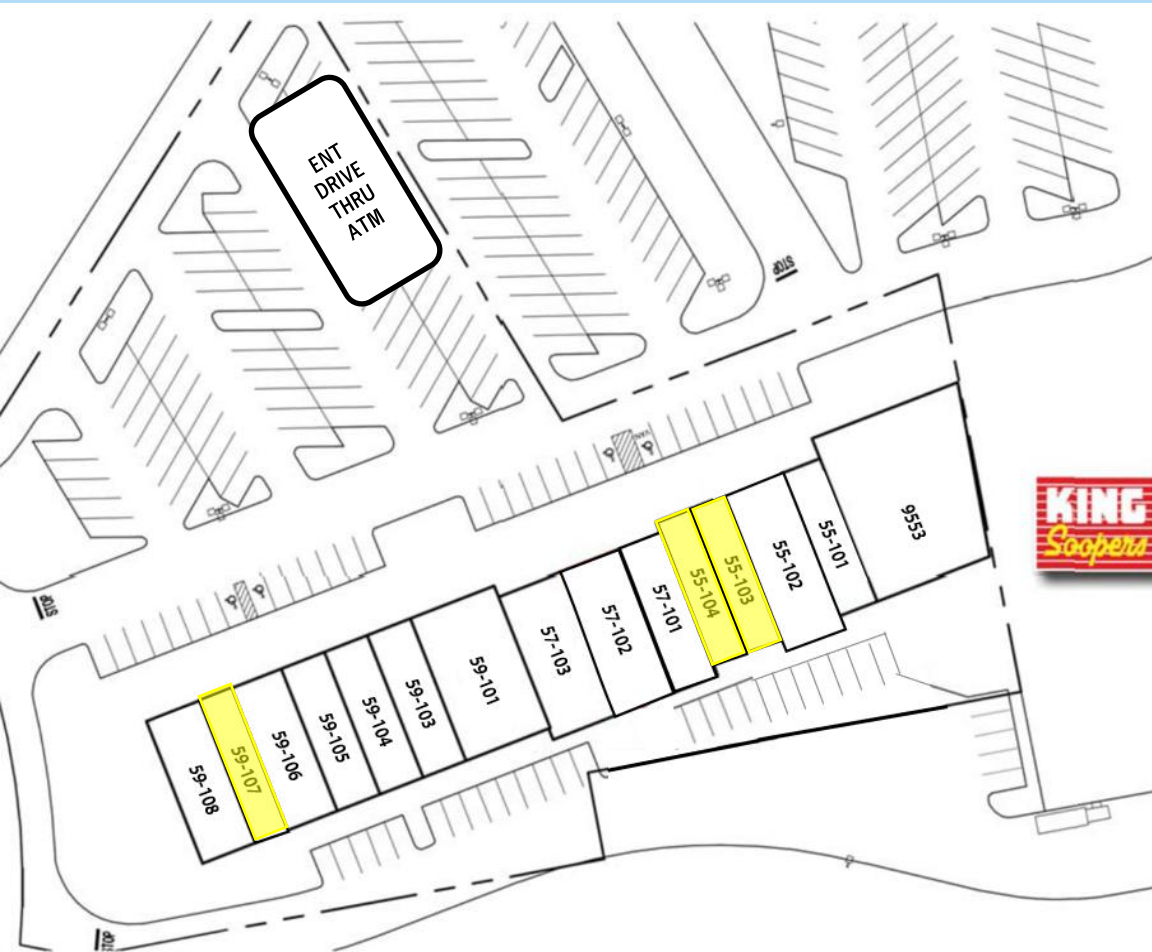 ENT
DRIVE
THRU
ATM
STOP
VAN
KING
Soopers
9553
55-101
55-102
55-103
55-104
57-101
57-102
57-103
59-101
59-103
59-104
59-105
59-106
59-107
59-108
STOP
STOP